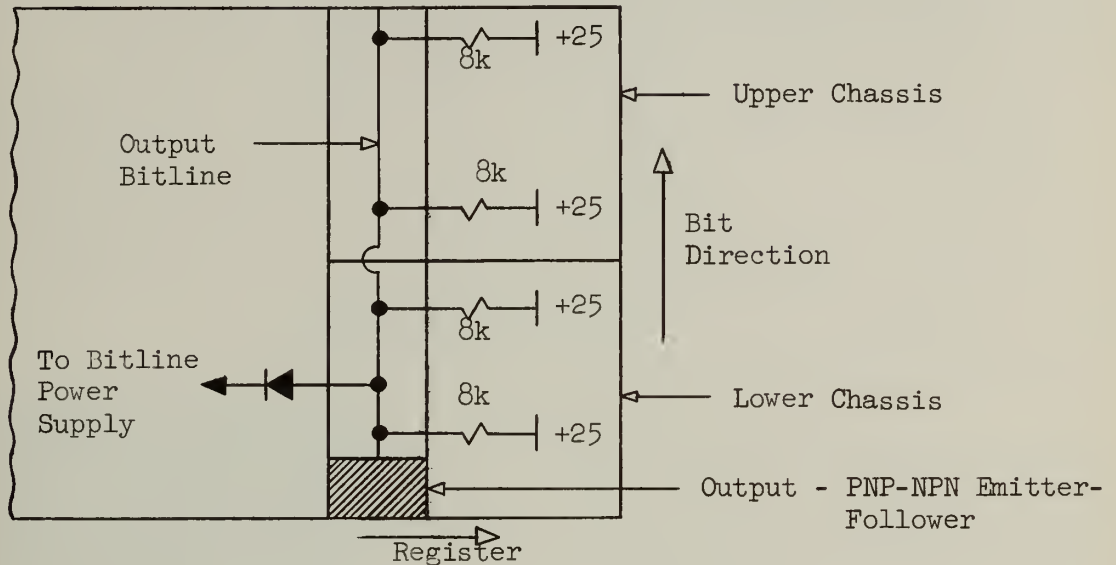 +25
8k
Upper Chassis
Output
Bitline
8k
+25
Bit
Direction
+25
8k
To Bitline
Power
Supply
8k
Lower Chassis
+25
Output - PNP-NPN Emitter-
Follower
Register